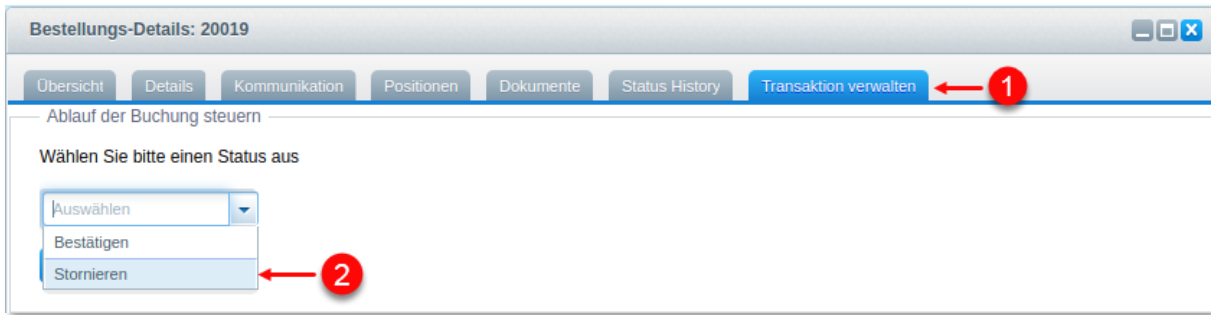 Bestellungs-Details: 20019
Übersicht Details Kommunikation Positionen Dokumente Status History Transaktion verwalten 1
Ablauf der Buchung steuern
Wählen Sie bitte einen Status aus
Auswählen
Bestätigen
Stornieren 2